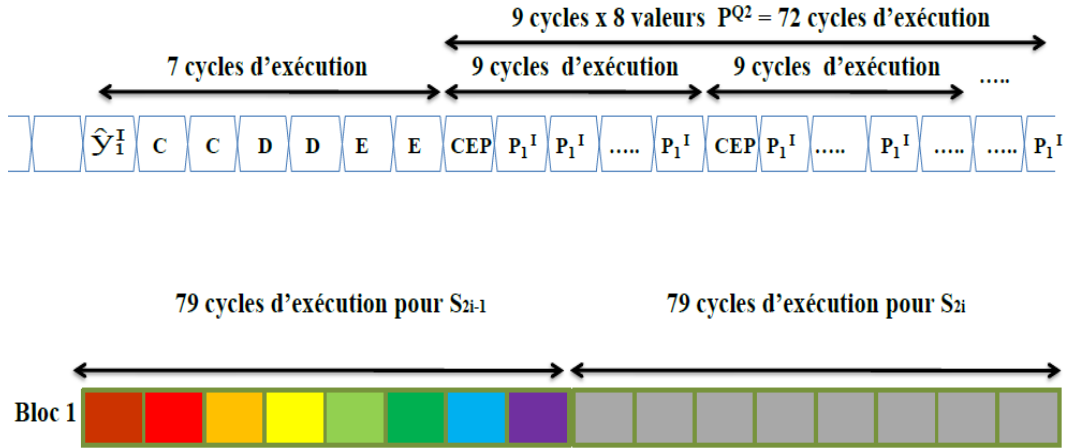 9 cycles x 8 valeurs P^Q2 = 72 cycles d'exécution
7 cycles d'exécution 9 cycles d'exécution 9 cycles d'exécution .....
ŷ₁ᴵ C C D D E E CEP P₁ᴵ P₁ᴵ ..... P₁ᴵ CEP P₁ᴵ ..... P₁ᴵ ..... ..... P₁ᴵ
79 cycles d'exécution pour S₂ᵢ₋₁ 79 cycles d'exécution pour S₂ᵢ
Bloc 1